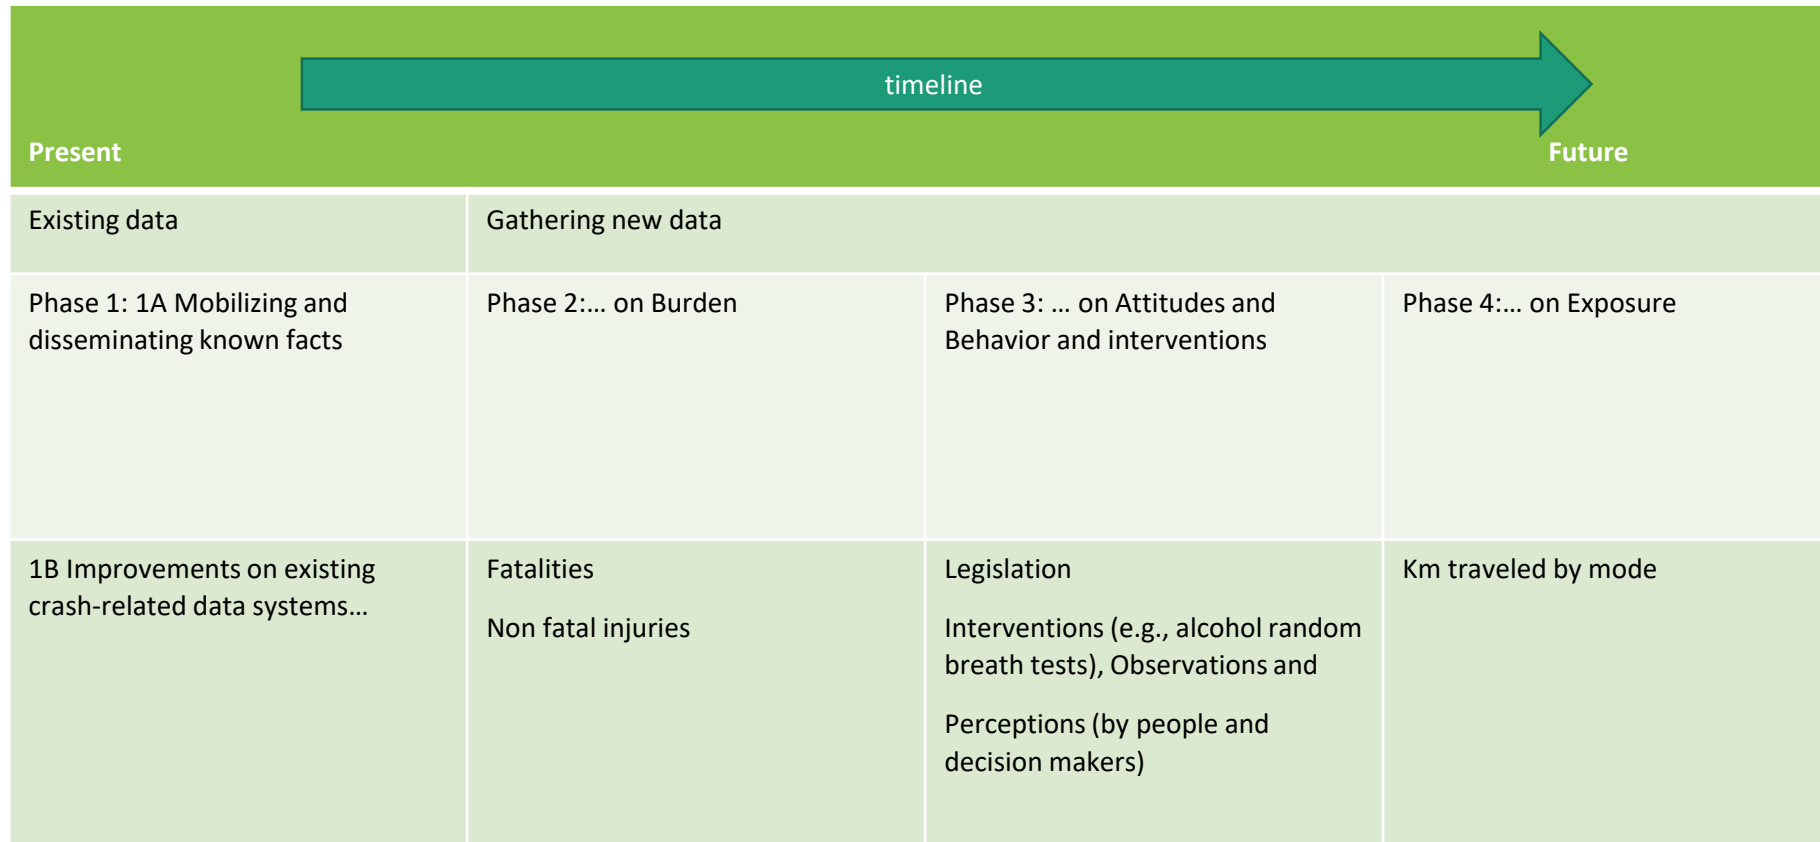 timeline
Present
Future
Existing data
Gathering new data
Phase 1: 1A Mobilizing and
disseminating known facts
Phase 2:... on Burden
Phase 3: ... on Attitudes and
Behavior and interventions
Phase 4:... on Exposure
1B Improvements on existing
crash-related data systems...
Fatalities
Non fatal injuries
Legislation
Interventions (e.g., alcohol random
breath tests), Observations and
Perceptions (by people and
decision makers)
Km traveled by mode